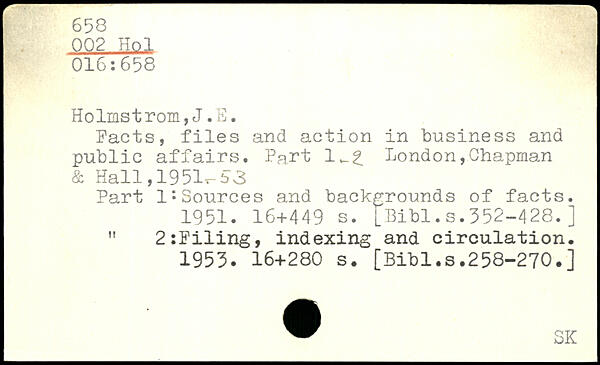 658
002 Hol
016:658
Holmstrom,J.E.
Facts, files and action in business and
public affairs. Part 1-2 London,Chapman
& Hall,1951-53
Part 1:Sources and backgrounds of facts.
1951. 16+449 s. [Bibl.s.352-428.]
" 2:Filing, indexing and circulation.
1953. 16+280 s. [Bibl.s.258-270.]
SK